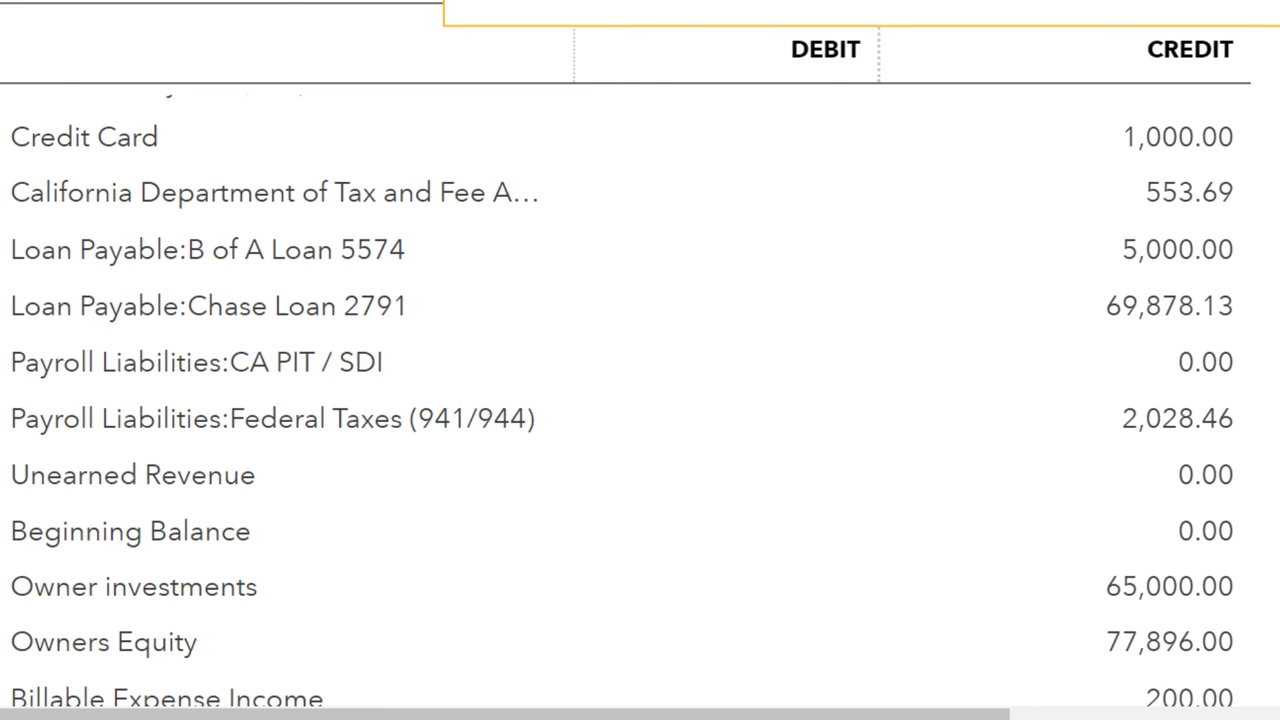 DEBIT CREDIT
Credit Card 1,000.00
California Department of Tax and Fee A... 553.69
Loan Payable:B of A Loan 5574 5,000.00
Loan Payable:Chase Loan 2791 69,878.13
Payroll Liabilities:CA PIT / SDI 0.00
Payroll Liabilities:Federal Taxes (941/944) 2,028.46
Unearned Revenue 0.00
Beginning Balance 0.00
Owner investments 65,000.00
Owners Equity 77,896.00
Billable Expense Income 200.00